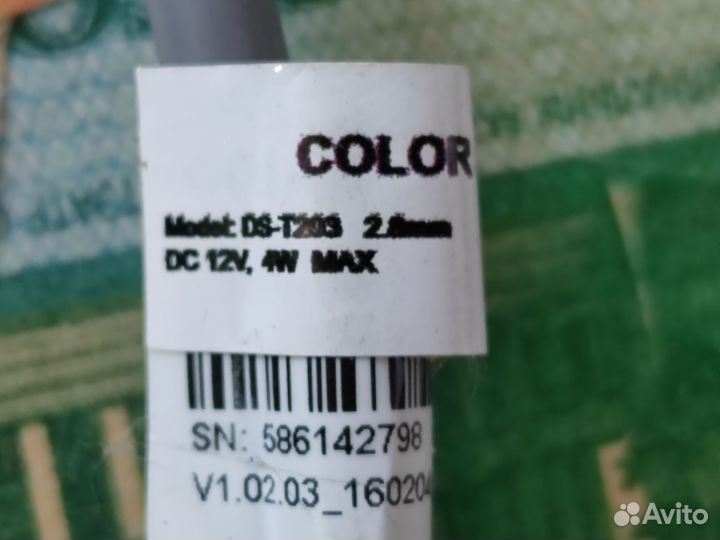 COLOR
Model: DS-T203 2.8mm
DC 12V, 4W MAX
SN: 586142798
V1.02.03_160204
Avito